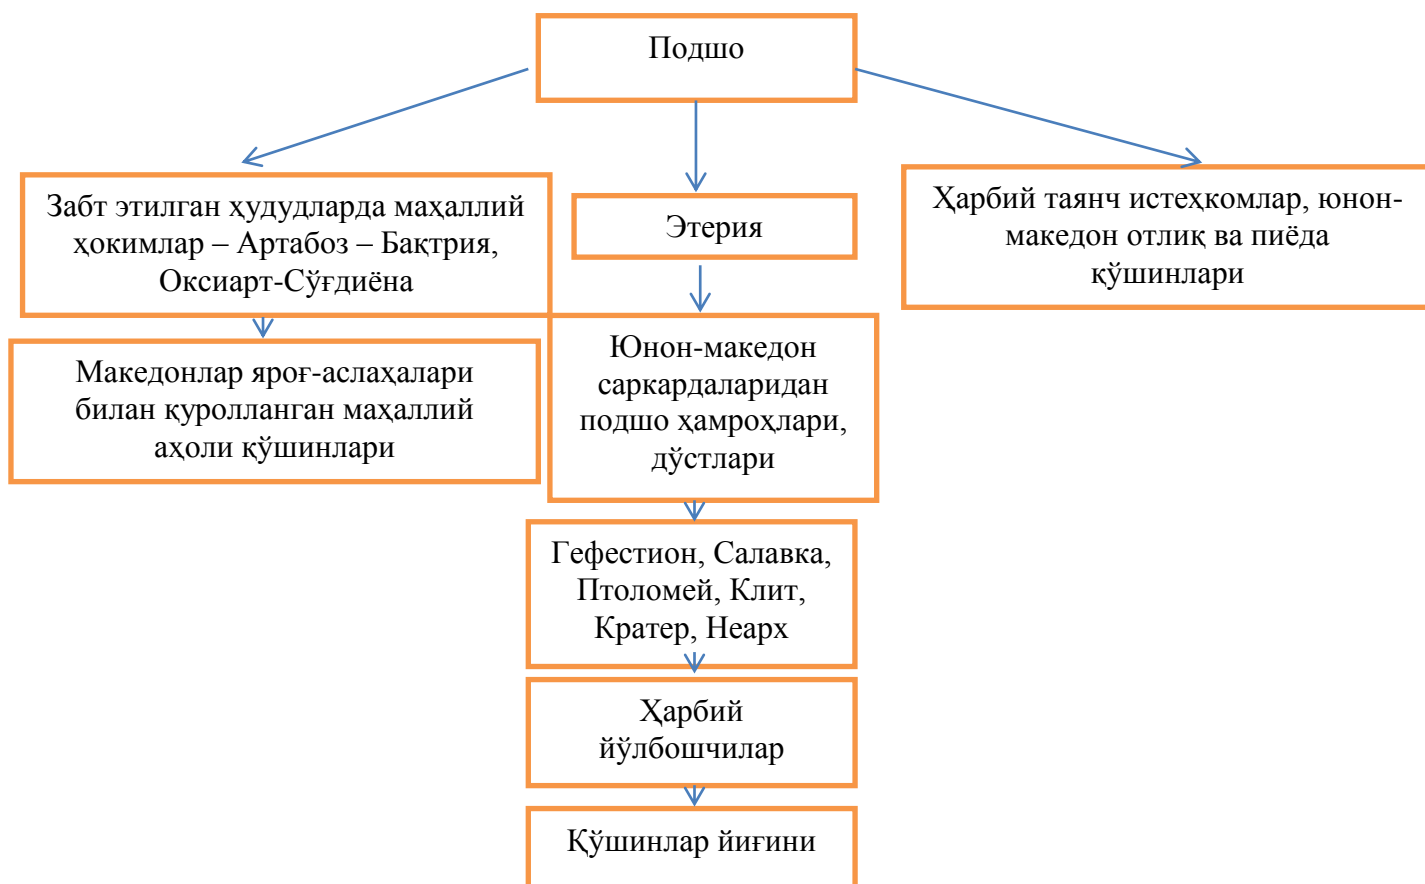 Подшо
Забт этилган ҳудудларда маҳаллий
ҳокимлар – Артабоз – Бақтрия,
Оксиарт-Сўғдиёна
Этерия
Ҳарбий таянч истеҳкомлар, юнон-
македон отлиқ ва пиёда
қўшинлари
Македонлар яроғ-аслаҳалари
билан қуролланган маҳаллий
аҳоли қўшинлари
Юнон-македон
саркардаларидан
подшо ҳамроҳлари,
дўстлари
Гефестион, Салавка,
Птоломей, Клит,
Кратер, Неарх
Ҳарбий
йўлбошчилар
Қўшинлар йиғини